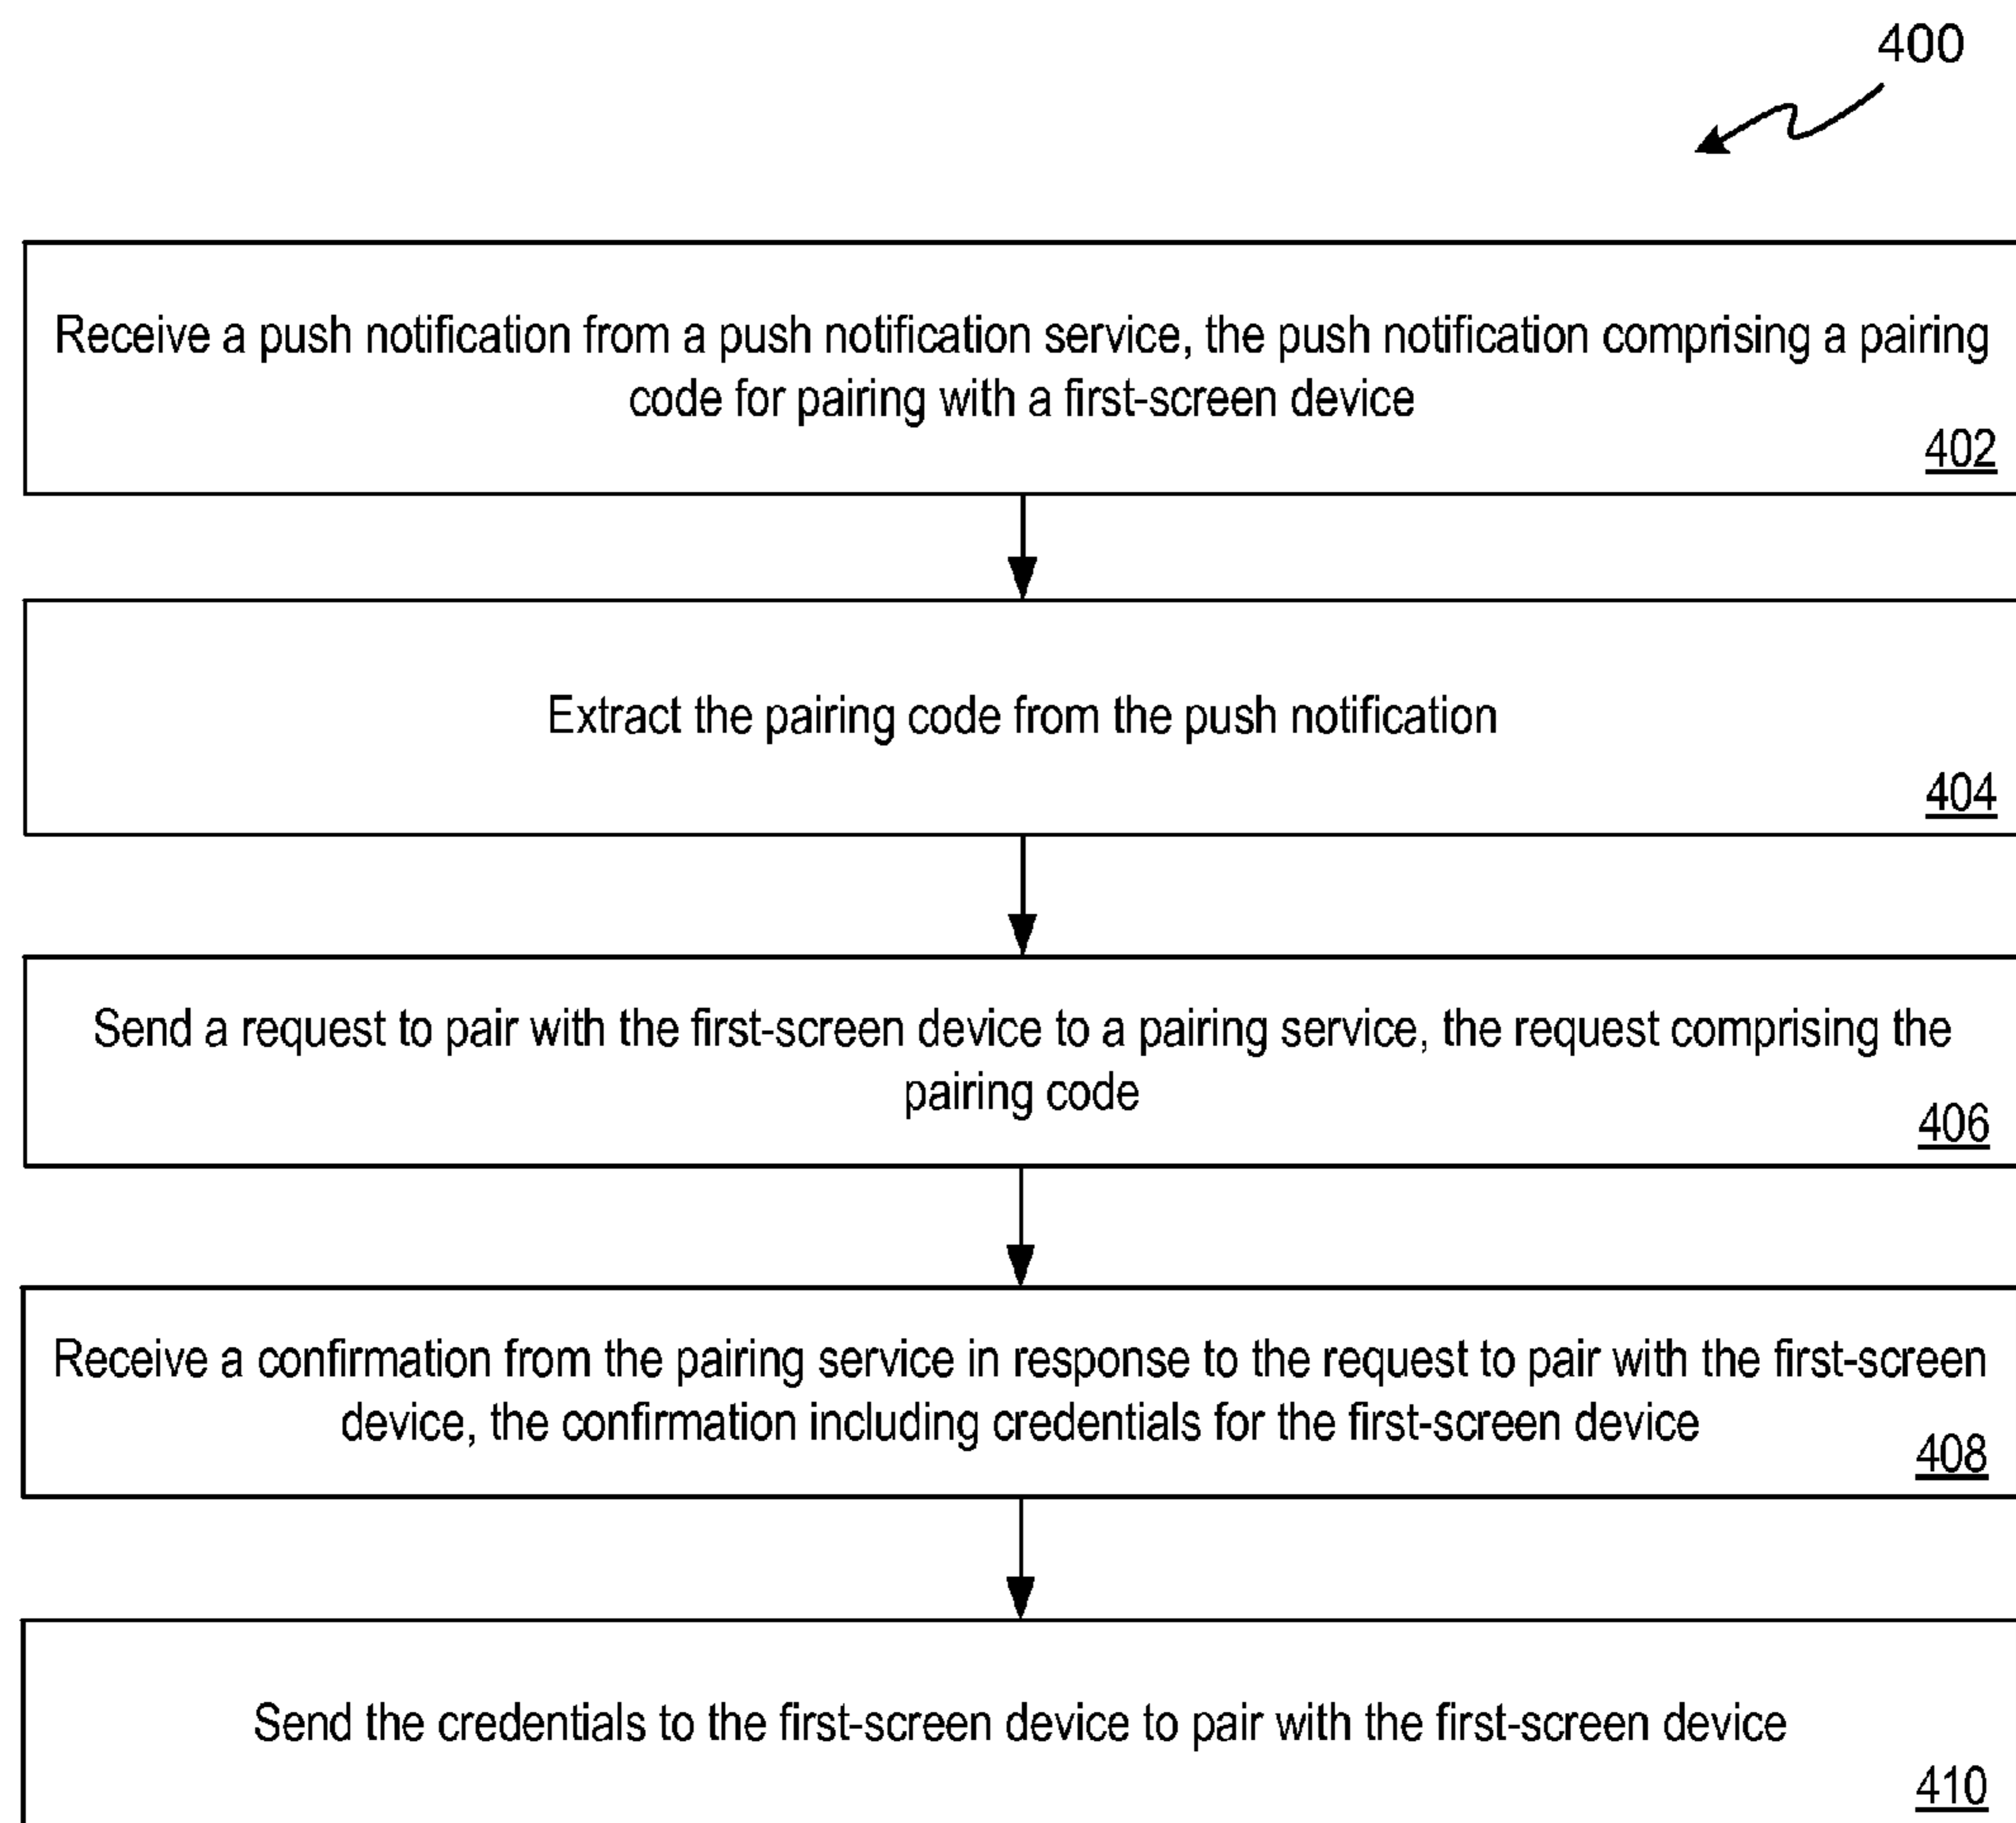 400
Receive a push notification from a push notification service, the push notification comprising a pairing
code for pairing with a first-screen device
402
Extract the pairing code from the push notification
404
Send a request to pair with the first-screen device to a pairing service, the request comprising the
pairing code
406
Receive a confirmation from the pairing service in response to the request to pair with the first-screen
device, the confirmation including credentials for the first-screen device
408
Send the credentials to the first-screen device to pair with the first-screen device
410